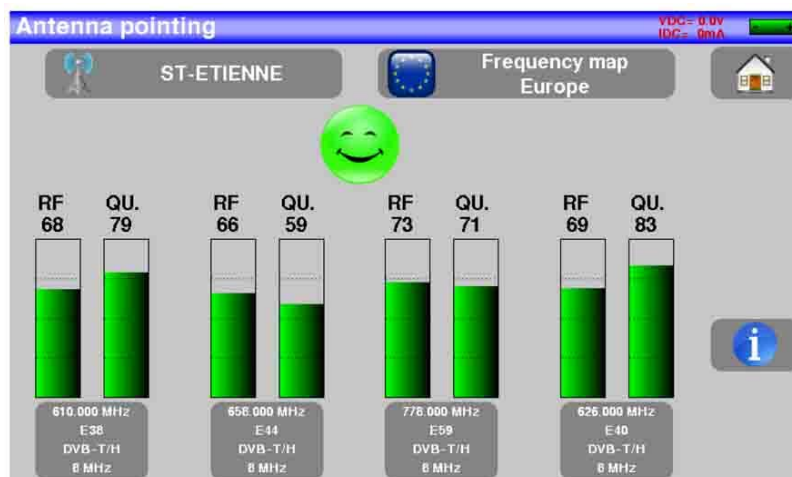 Antenna pointing
VDC= 0.0V
IDC= 0mA
ST-ETIENNE
Frequency map
Europe
RF QU. RF QU. RF QU. RF QU.
68 79 66 59 73 71 69 83
610.000 MHz
E38
DVB-T/H
8 MHz
658.000 MHz
E44
DVB-T/H
8 MHz
778.000 MHz
E59
DVB-T/H
8 MHz
626.000 MHz
E40
DVB-T/H
8 MHz
i